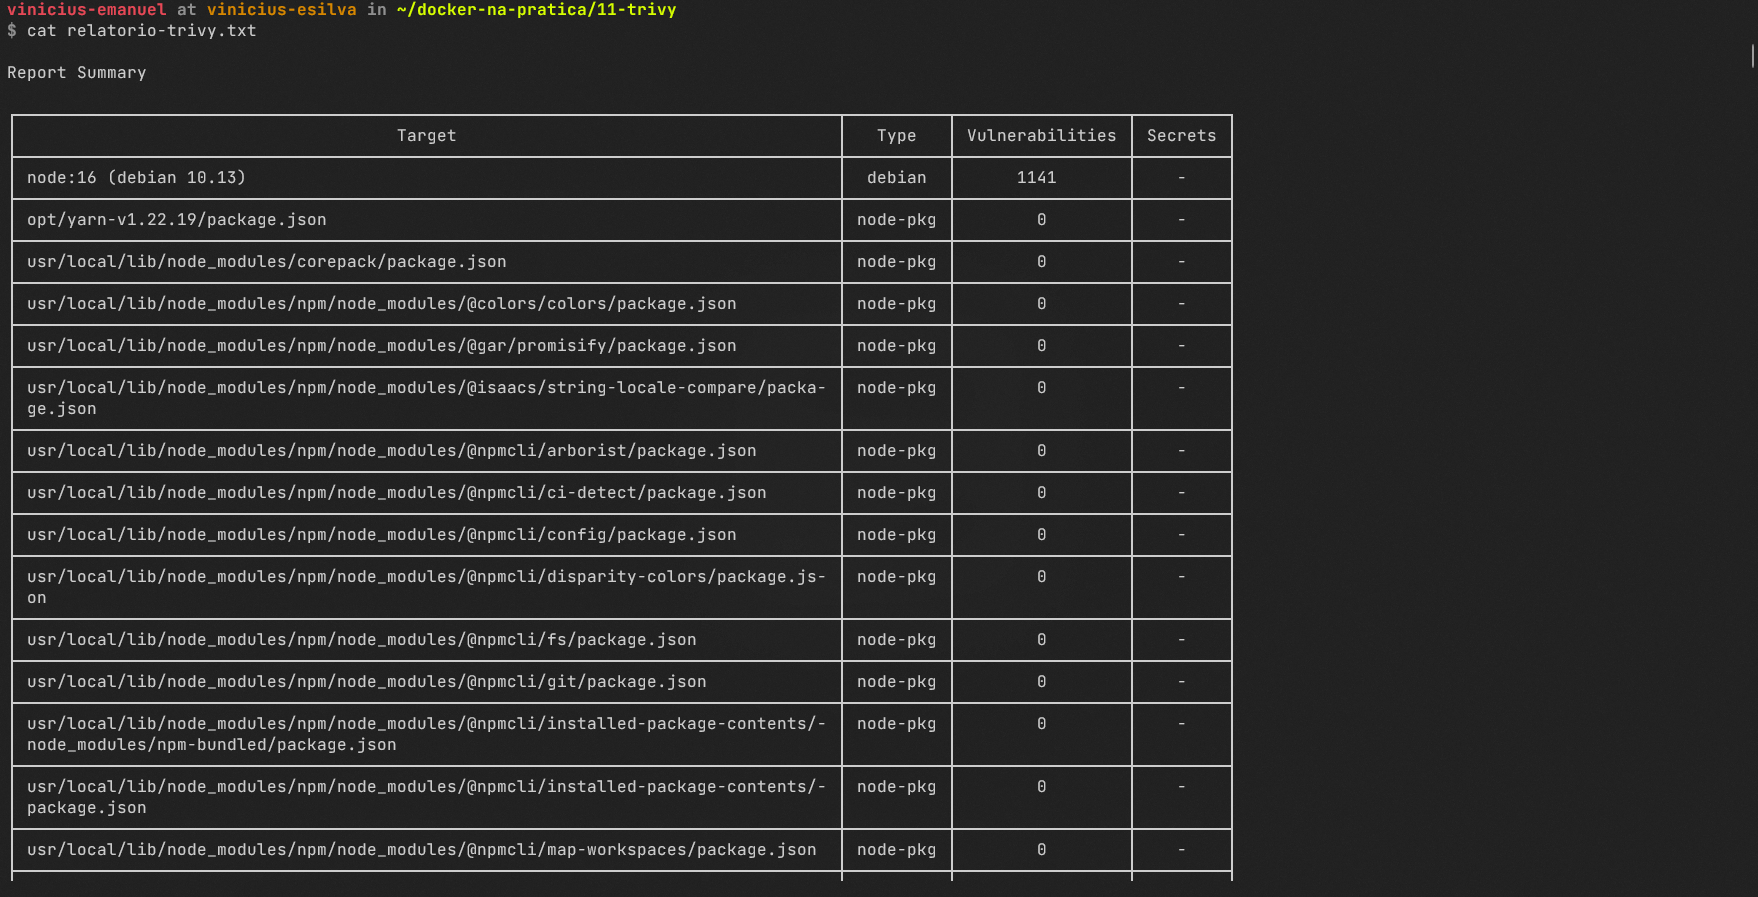 vinicius-emanuel at vinicius-esilva in ~/docker-na-pratica/11-trivy
$ cat relatorio-trivy.txt
Report Summary
Target Type Vulnerabilities Secrets
node:16 (debian 10.13) debian 1141 -
opt/yarn-v1.22.19/package.json node-pkg 0 -
usr/local/lib/node_modules/corepack/package.json node-pkg 0 -
usr/local/lib/node_modules/npm/node_modules/@colors/colors/package.json node-pkg 0 -
usr/local/lib/node_modules/npm/node_modules/@gar/promisify/package.json node-pkg 0 -
usr/local/lib/node_modules/npm/node_modules/@isaacs/string-locale-compare/packa- node-pkg 0 -
ge.json
usr/local/lib/node_modules/npm/node_modules/@npmcli/arborist/package.json node-pkg 0 -
usr/local/lib/node_modules/npm/node_modules/@npmcli/ci-detect/package.json node-pkg 0 -
usr/local/lib/node_modules/npm/node_modules/@npmcli/config/package.json node-pkg 0 -
usr/local/lib/node_modules/npm/node_modules/@npmcli/disparity-colors/package.js- node-pkg 0 -
on
usr/local/lib/node_modules/npm/node_modules/@npmcli/fs/package.json node-pkg 0 -
usr/local/lib/node_modules/npm/node_modules/@npmcli/git/package.json node-pkg 0 -
usr/local/lib/node_modules/npm/node_modules/@npmcli/installed-package-contents/- node-pkg 0 -
node_modules/npm-bundled/package.json
usr/local/lib/node_modules/npm/node_modules/@npmcli/installed-package-contents/- node-pkg 0 -
package.json
usr/local/lib/node_modules/npm/node_modules/@npmcli/map-workspaces/package.json node-pkg 0 -